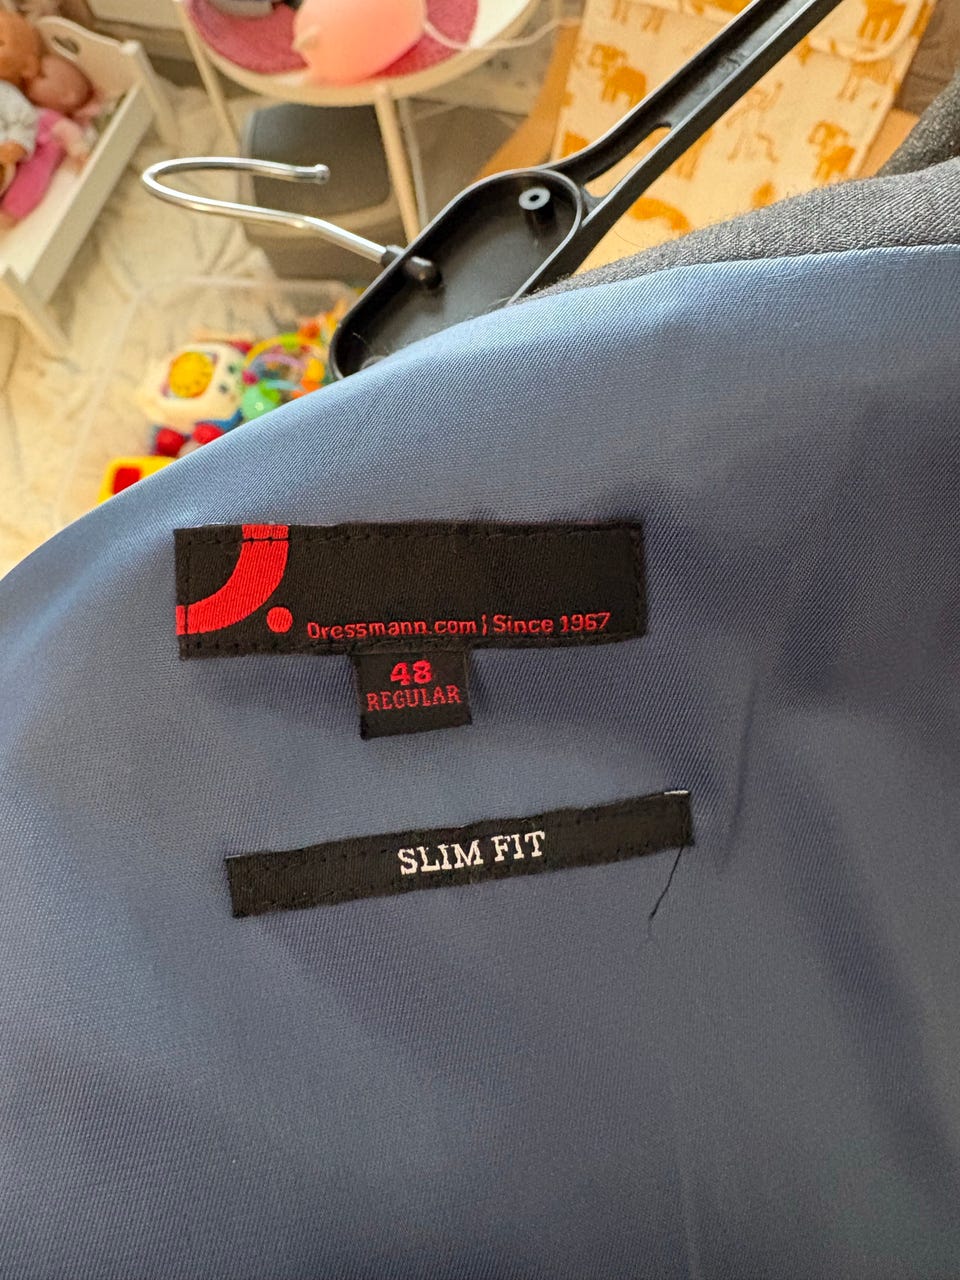 Dressmann.com | Since 1967
48
REGULAR
SLIM FIT